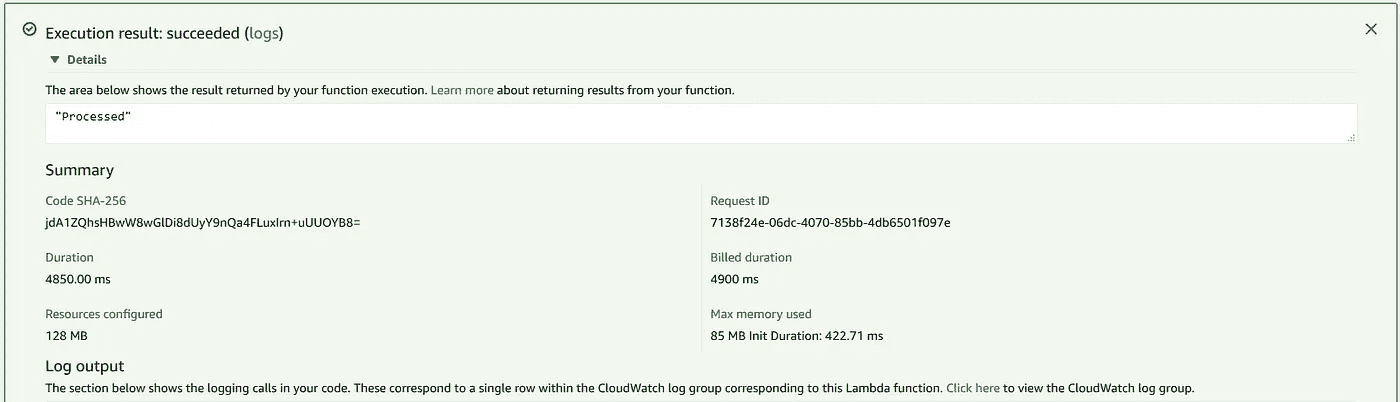 Execution result: succeeded (logs)
Details
The area below shows the result returned by your function execution. Learn more about returning results from your function.
"Processed"
Summary
Code SHA-256
jdA1ZQhsHBwW8wGlDi8dUyY9nQa4FLuxIrn+uUUOYB8=
Request ID
7138f24e-06dc-4070-85bb-4db6501f097e
Duration
4850.00 ms
Billed duration
4900 ms
Resources configured
128 MB
Max memory used
85 MB Init Duration: 422.71 ms
Log output
The section below shows the logging calls in your code. These correspond to a single row within the CloudWatch log group corresponding to this Lambda function. Click here to view the CloudWatch log group.